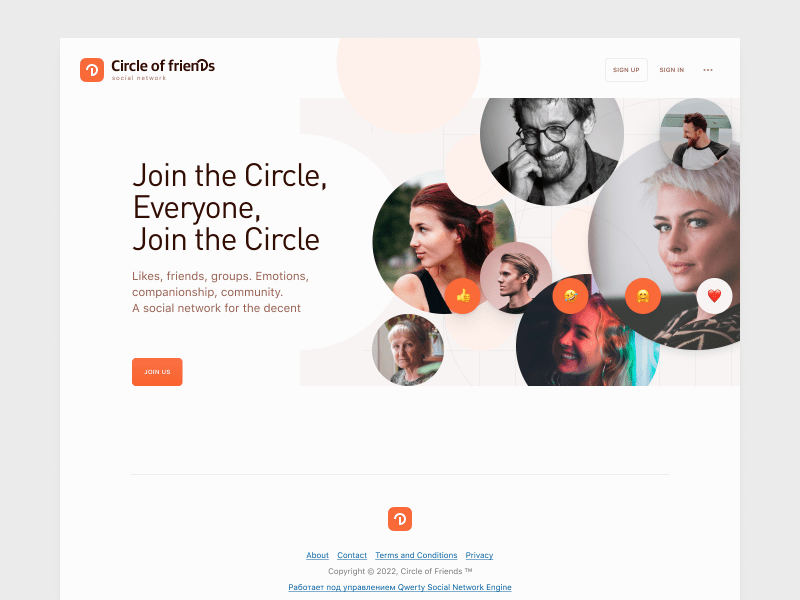 Circle of frienDs
social network
SIGN UP
SIGN IN
Join the Circle,
Everyone,
Join the Circle
Likes, friends, groups. Emotions,
companionship, community.
A social network for the decent
JOIN US
About Contact Terms and Conditions Privacy
Copyright © 2022, Circle of Friends ™
Работает под управлением Qwerty Social Network Engine